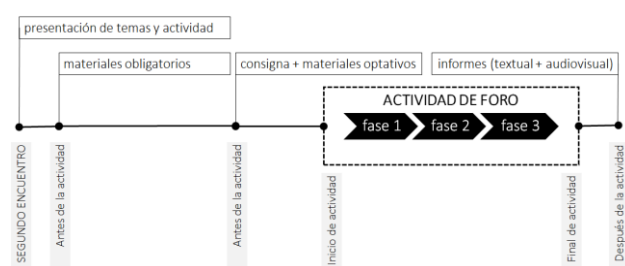 presentación de temas y actividad
materiales obligatorios
consigna + materiales optativos
informes (textual + audiovisual)
ACTIVIDAD DE FORO
fase 1
fase 2
fase 3
SEGUNDO ENCUENTRO
Antes de la actividad
Antes de la actividad
Inicio de actividad
Final de actividad
Después de la actividad